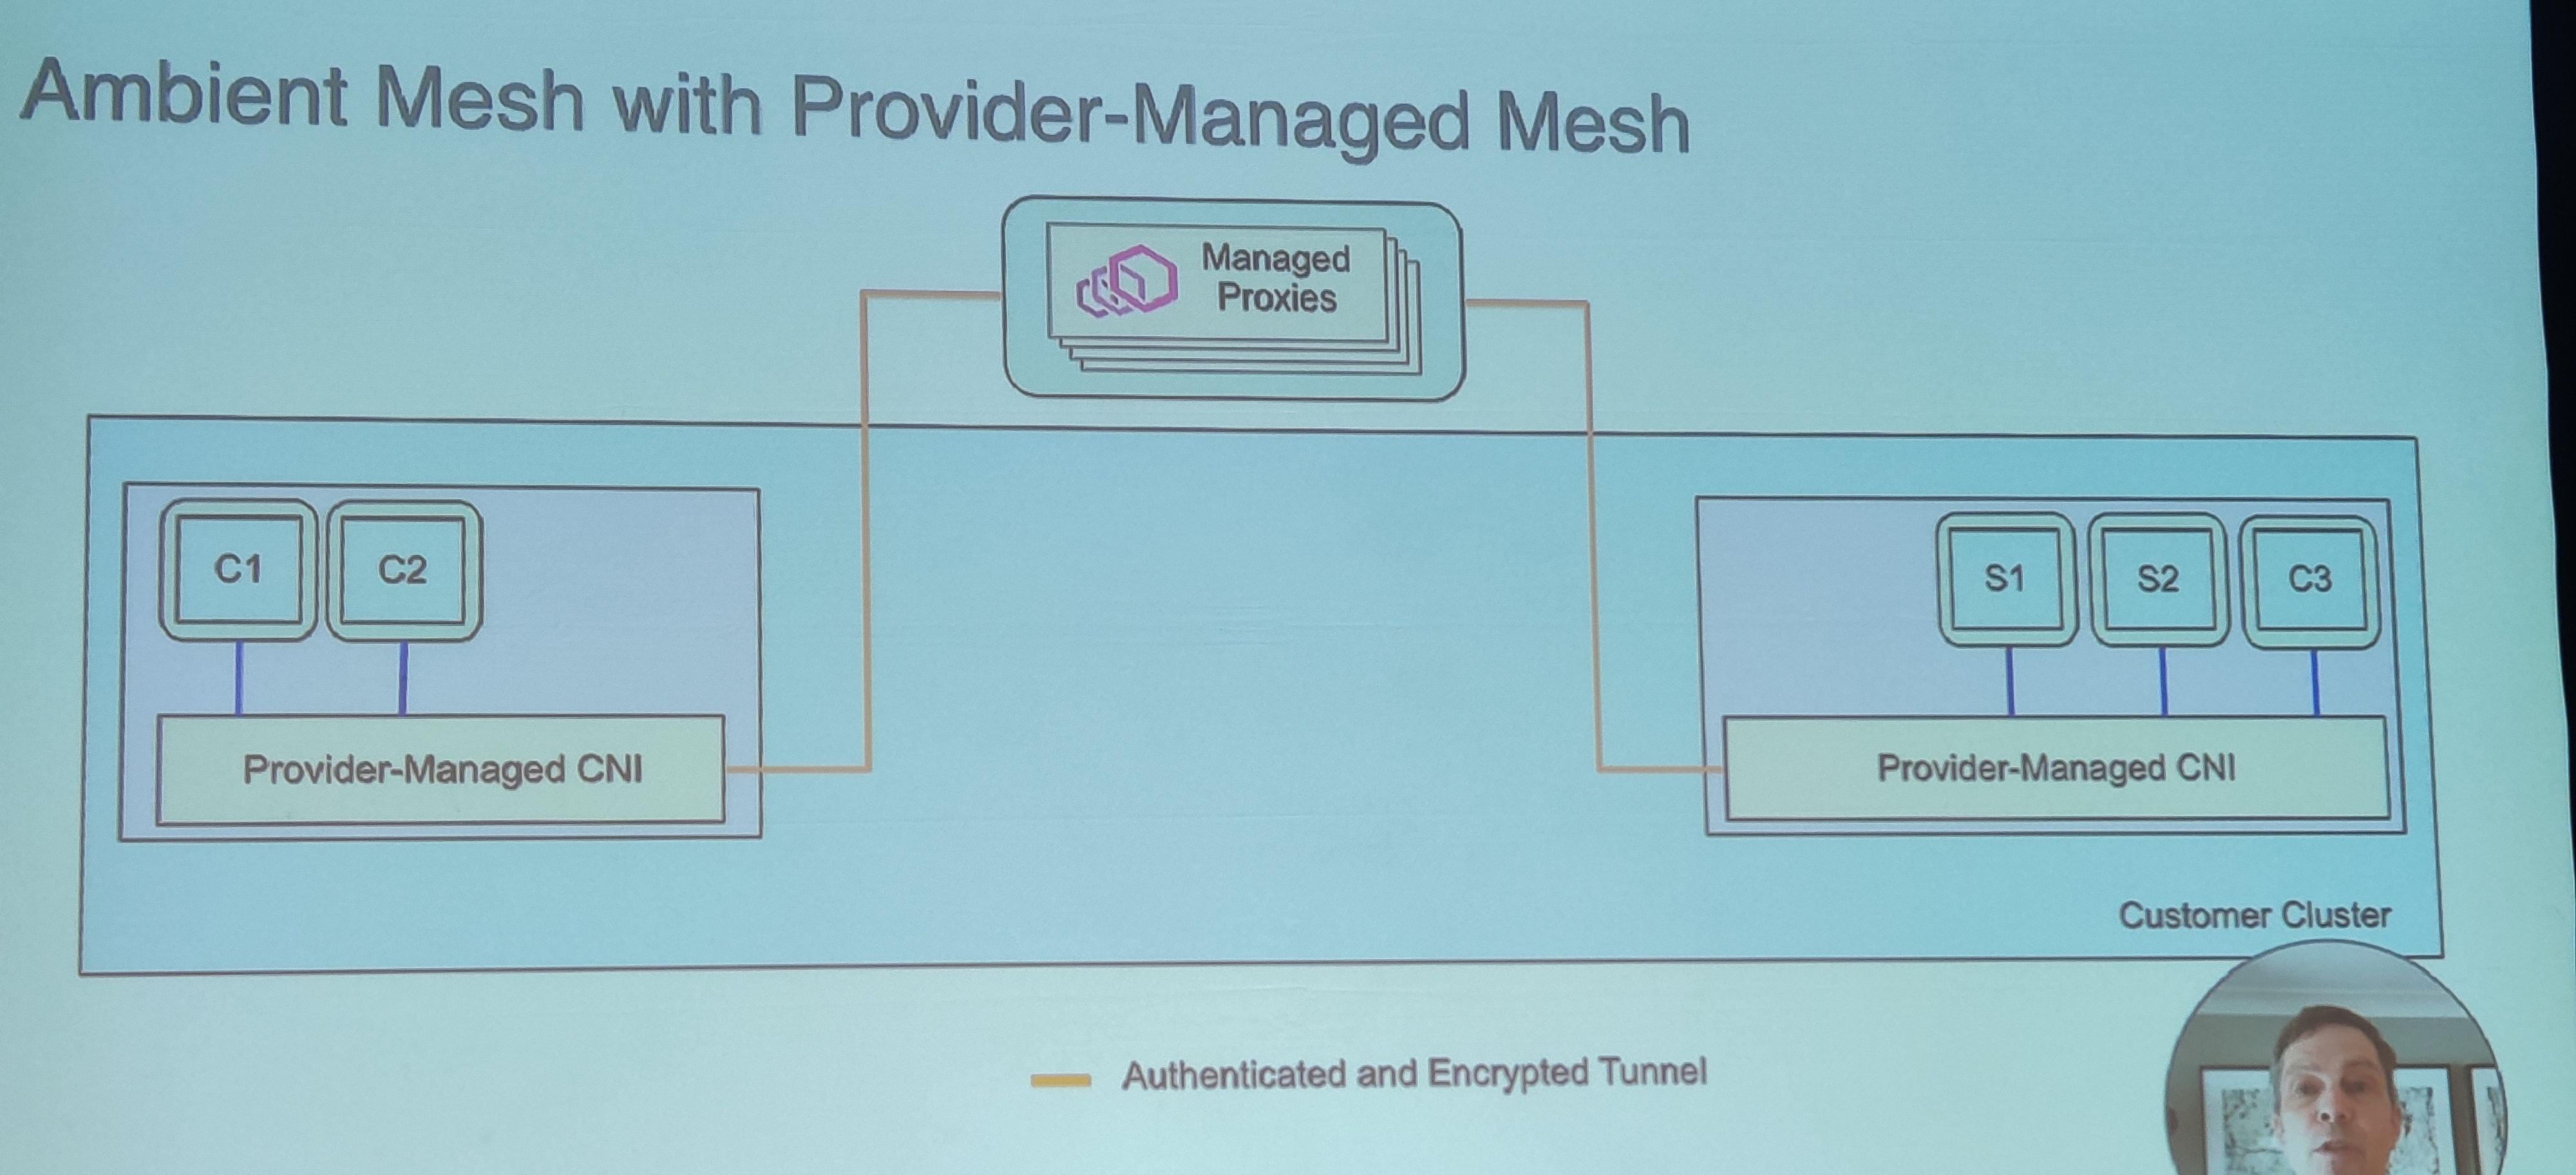 Ambient Mesh with Provider-Managed Mesh
Managed
Proxies
C1
C2
S1
S2
C3
Provider-Managed CNI
Provider-Managed CNI
Customer Cluster
Authenticated and Encrypted Tunnel